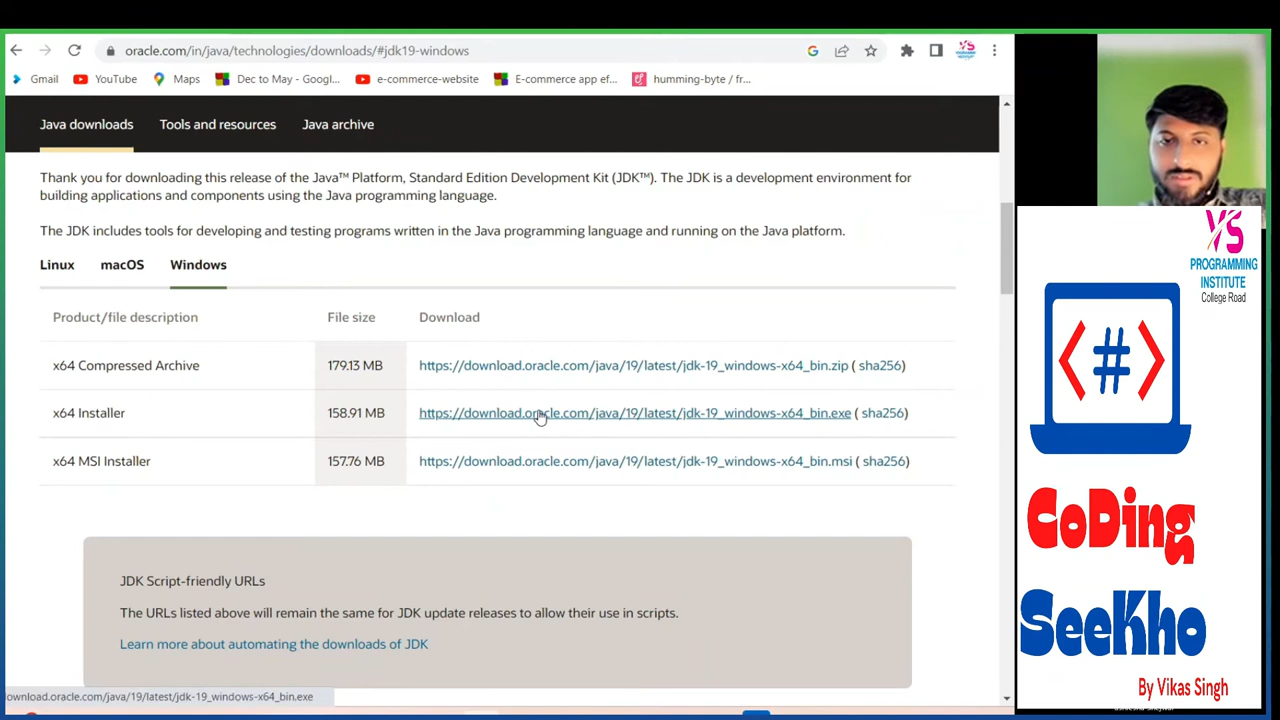 oracle.com/in/java/technologies/downloads/#jdk19-windows
Gmail YouTube Maps Dec to May - Googl... e-commerce-website E-commerce app ef... humming-byte / fr...
Java downloads Tools and resources Java archive
Thank you for downloading this release of the Java™ Platform, Standard Edition Development Kit (JDK™). The JDK is a development environment for
building applications and components using the Java programming language.
The JDK includes tools for developing and testing programs written in the Java programming language and running on the Java platform.
Linux macOS Windows
Product/file description File size Download
x64 Compressed Archive 179.13 MB https://download.oracle.com/java/19/latest/jdk-19_windows-x64_bin.zip ( sha256)
x64 Installer 158.91 MB https://download.oracle.com/java/19/latest/jdk-19_windows-x64_bin.exe ( sha256)
x64 MSI Installer 157.76 MB https://download.oracle.com/java/19/latest/jdk-19_windows-x64_bin.msi ( sha256)
JDK Script-friendly URLs
The URLs listed above will remain the same for JDK update releases to allow their use in scripts.
Learn more about automating the downloads of JDK
download.oracle.com/java/19/latest/jdk-19_windows-x64_bin.exe
YS
PROGRAMMING
INSTITUTE
College Road
<#>
CoDing
SeeKho
By Vikas Singh